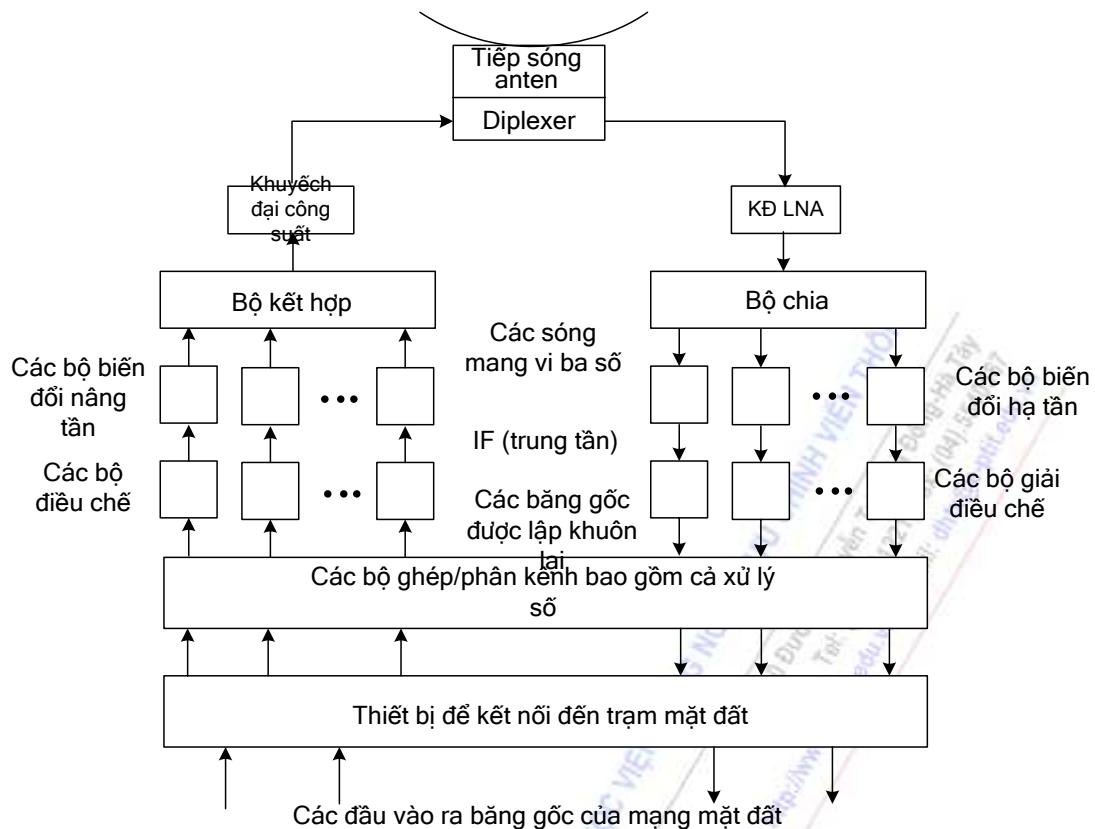 Tiếp sóng
anten
Diplexer
Khuyếch
đại công
suất
KĐ LNA
Bộ kết hợp
Bộ chia
Các sóng
mang vi ba số
Các bộ biến
đổi nâng
tần
Các bộ biến
đổi hạ tần
IF (trung tần)
Các bộ
điều chế
Các băng gốc
được lập khuôn
lại
Các bộ giải
điều chế
Các bộ ghép/phân kênh bao gồm cả xử lý
số
Thiết bị để kết nối đến trạm mặt đất
Các đầu vào ra băng gốc của mạng mặt đất